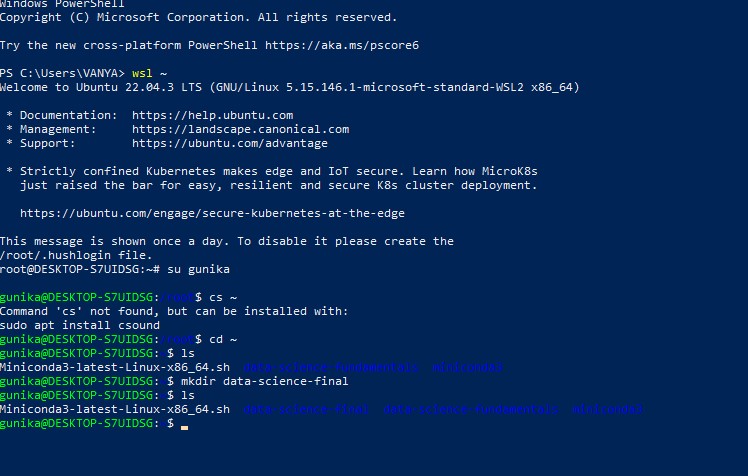 Windows PowerShell
Copyright (C) Microsoft Corporation. All rights reserved.
Try the new cross-platform PowerShell https://aka.ms/pscore6
PS C:\Users\VANYA> wsl ~
Welcome to Ubuntu 22.04.3 LTS (GNU/Linux 5.15.146.1-microsoft-standard-WSL2 x86_64)
* Documentation: https://help.ubuntu.com
* Management: https://landscape.canonical.com
* Support: https://ubuntu.com/advantage
* Strictly confined Kubernetes makes edge and IoT secure. Learn how MicroK8s
just raised the bar for easy, resilient and secure K8s cluster deployment.
https://ubuntu.com/engage/secure-kubernetes-at-the-edge
This message is shown once a day. To disable it please create the
/root/.hushlogin file.
root@DESKTOP-S7UIDSG:~# su gunika
gunika@DESKTOP-S7UIDSG:/root$ cs ~
Command 'cs' not found, but can be installed with:
sudo apt install csound
gunika@DESKTOP-S7UIDSG:/root$ cd ~
gunika@DESKTOP-S7UIDSG:~$ ls
Miniconda3-latest-Linux-x86_64.sh data-science-fundamentals miniconda3
gunika@DESKTOP-S7UIDSG:~$ mkdir data-science-final
gunika@DESKTOP-S7UIDSG:~$ ls
Miniconda3-latest-Linux-x86_64.sh data-science-final data-science-fundamentals miniconda3
gunika@DESKTOP-S7UIDSG:~$